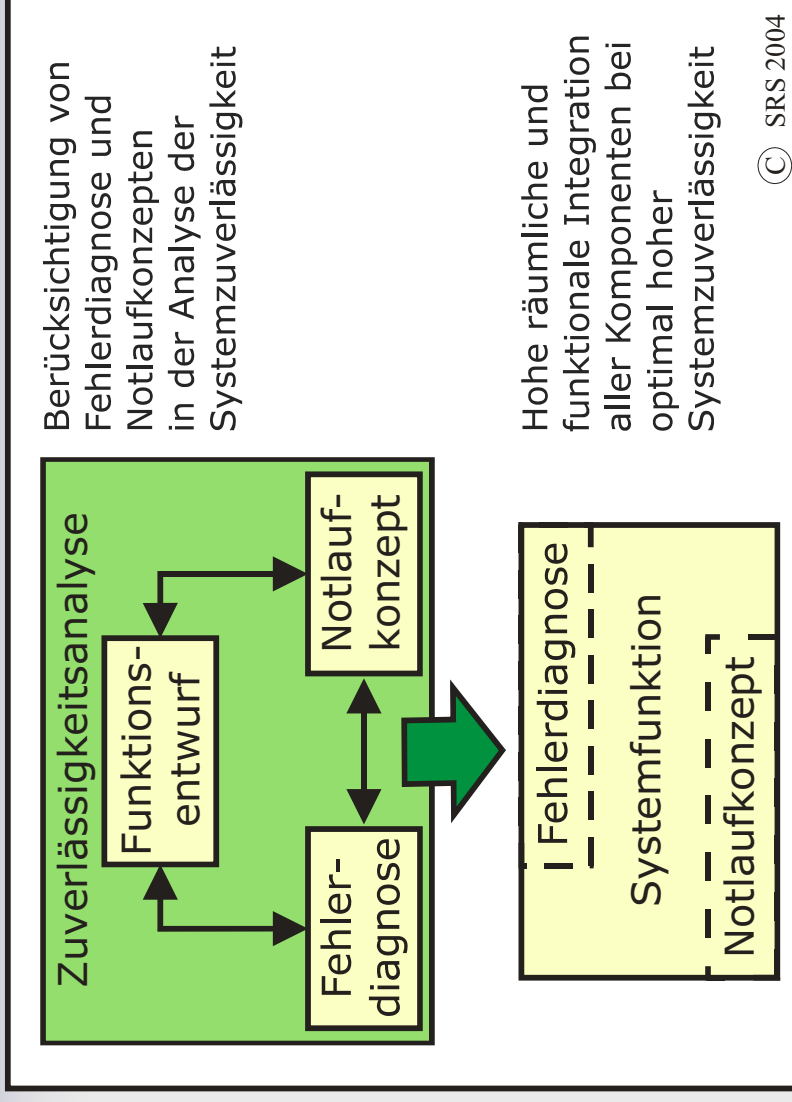 Zuverlässigkeitsanalyse
Funktions-
entwurf
Fehler-
diagnose
Notlauf-
konzept
Berücksichtigung von
Fehlerdiagnose und
Notlaufkonzepten
in der Analyse der
Systemzuverlässigkeit
Fehlerdiagnose
Systemfunktion
Notlaufkonzept
Hohe räumliche und
funktionale Integration
aller Komponenten bei
optimal hoher
Systemzuverlässigkeit
© SRS 2004